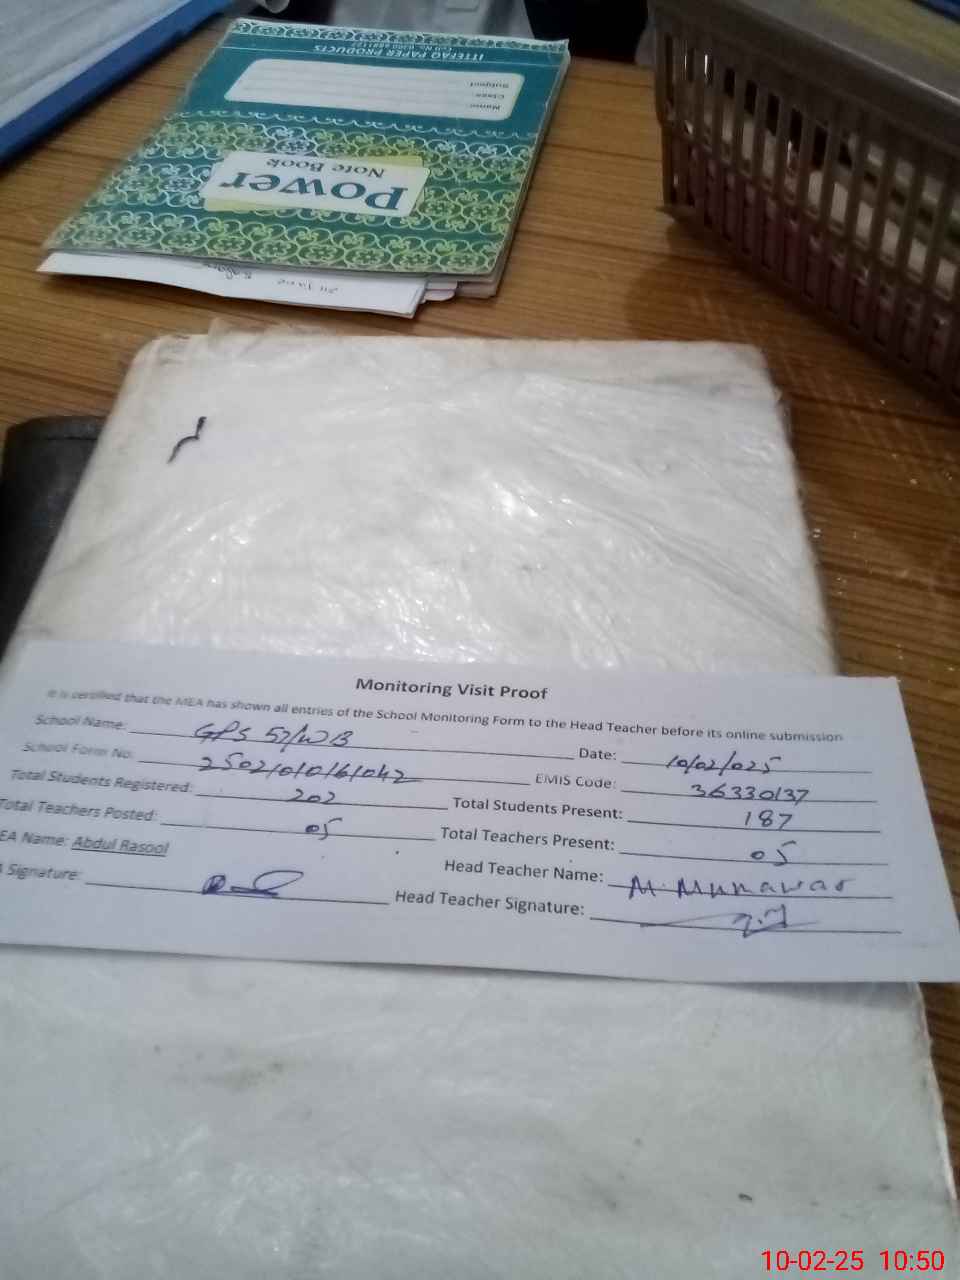 ITTEFAQ PAPER PRODUCTS
Name:
Class:
Subject:
Power
Note Book
Monitoring Visit Proof
It is certified that the MEA has shown all entries of the School Monitoring Form to the Head Teacher before its online submission
School Name: GPS 57/WB Date: 10/02/025
School Form No: EMIS Code: 36330137
Total Students Registered: 202 Total Students Present: 187
Total Teachers Posted: 05 Total Teachers Present: 05
EA Name: Abdul Rasool Head Teacher Name: M. Munawar
Signature: Head Teacher Signature:
10-02-25 10:50